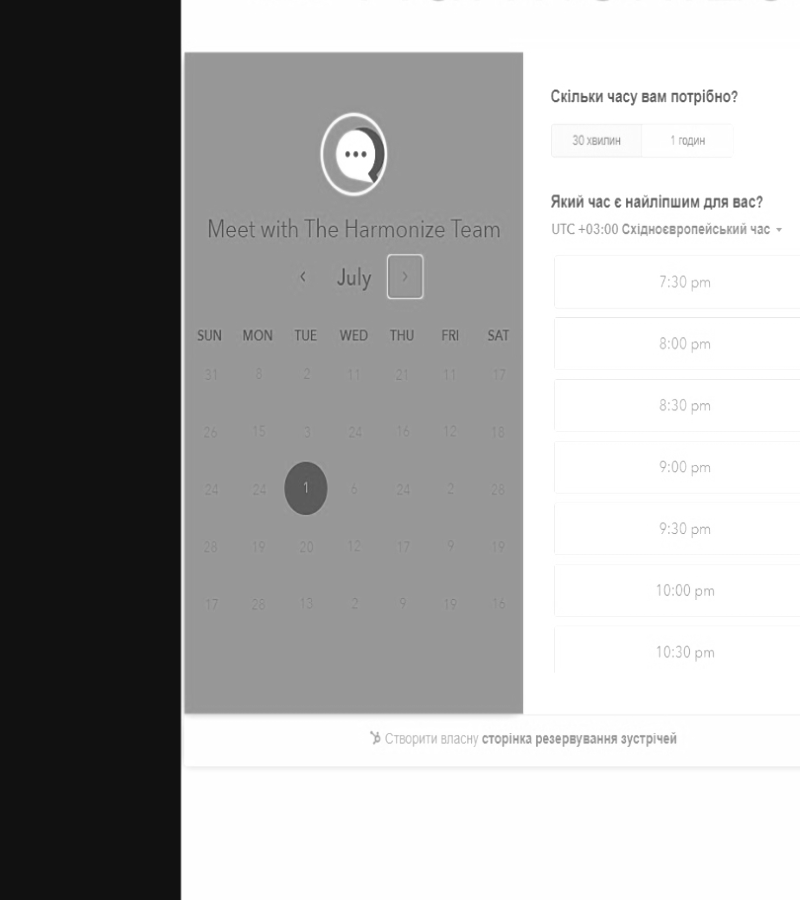 Meet with The Harmonize Team
July
SUN MON TUE WED THU FRI SAT
31 8 2 11 21 11 17
26 15 3 24 16 12 18
24 24 1 6 24 2 28
28 19 20 12 17 9 19
17 28 13 2 9 19 16
Скільки часу вам потрібно?
30 хвилин 1 годин
Який час є найліпшим для вас?
UTC +03:00 Східноєвропейський час
7:30 pm
8:00 pm
8:30 pm
9:00 pm
9:30 pm
10:00 pm
10:30 pm
Створити власну сторінка резервування зустрічей